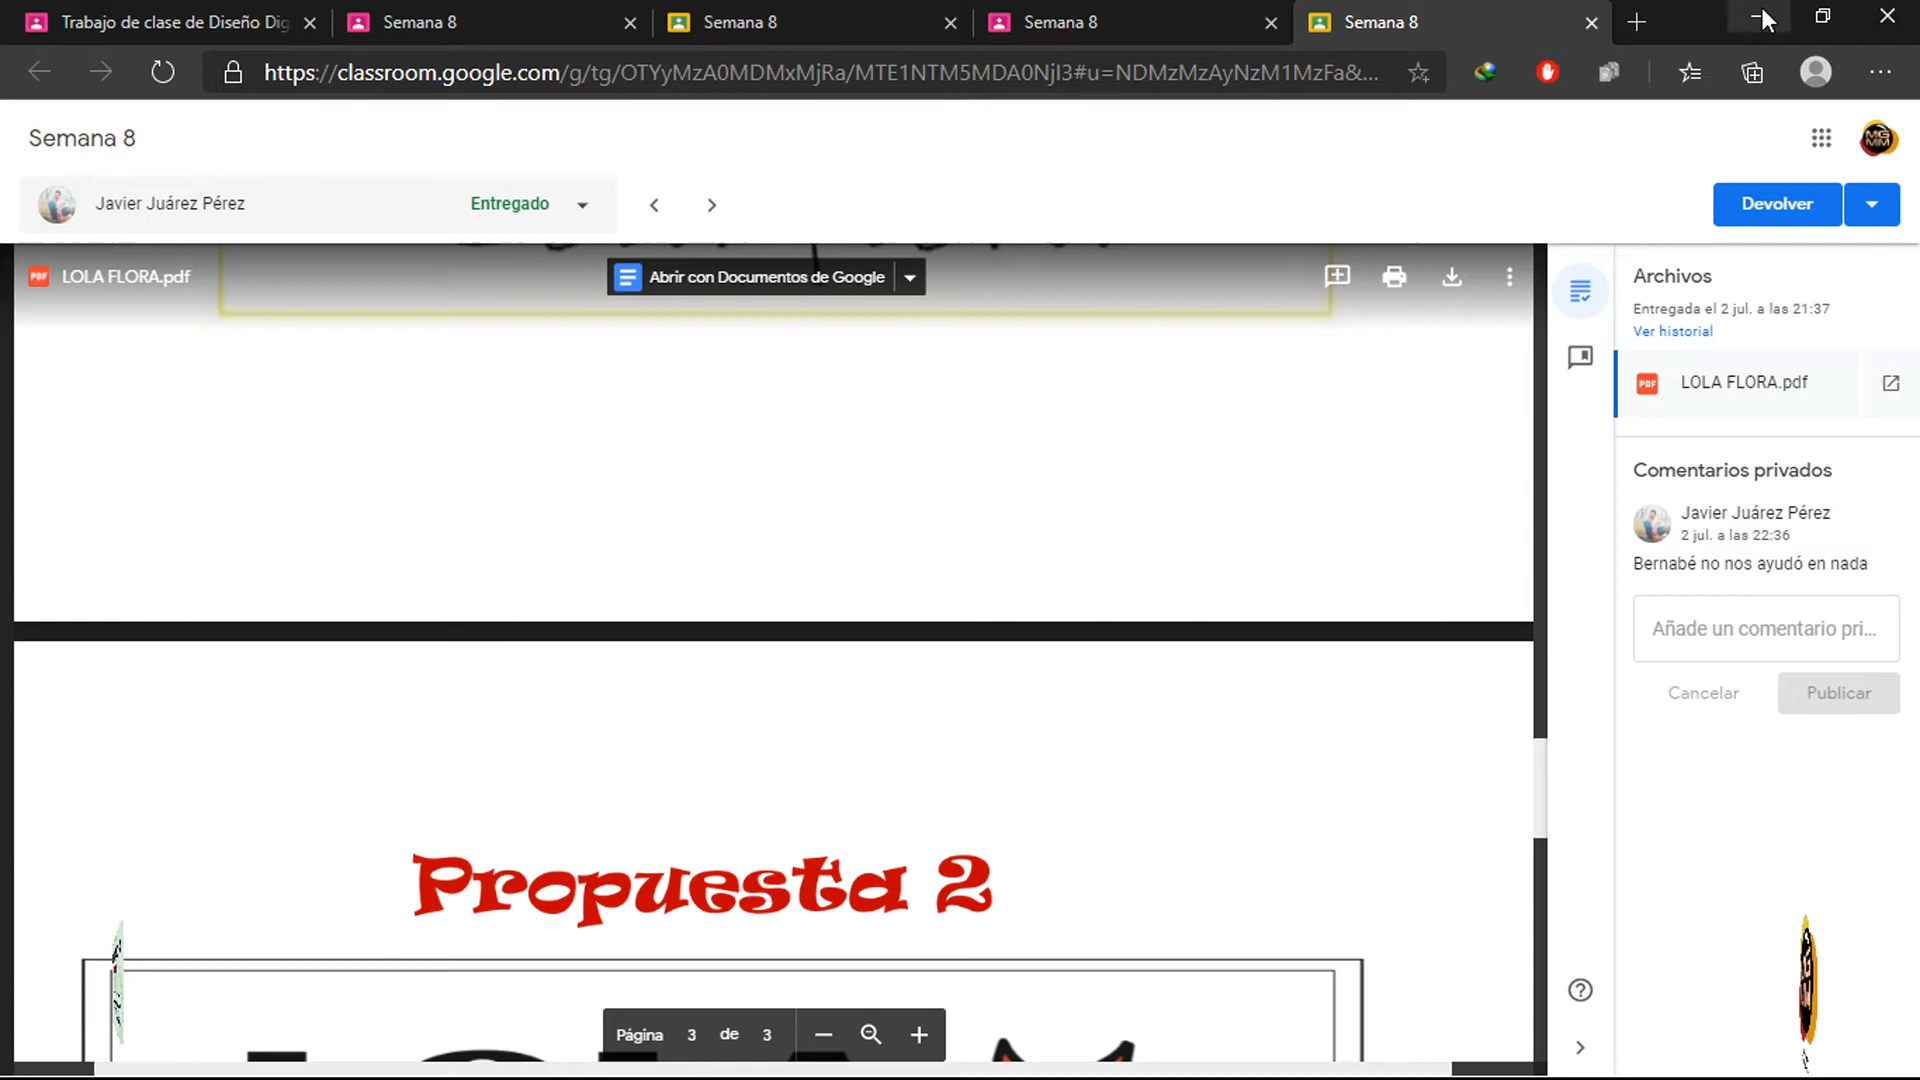 Trabajo de clase de Diseño Dig
Semana 8
Semana 8
Semana 8
Semana 8
https://classroom.google.com/g/tg/OTYyMzA0MDMxMjRa/MTE1NTM5MDA0NjI3#u=NDMzMzAyNzM1MzFa&...
Semana 8
Javier Juárez Pérez
Entregado
Devolver
LOLA FLORA.pdf
Abrir con Documentos de Google
Archivos
Entregada el 2 jul. a las 21:37
Ver historial
PDF LOLA FLORA.pdf
Comentarios privados
Javier Juárez Pérez
2 jul. a las 22:36
Bernabé no nos ayudó en nada
Añade un comentario pri...
Cancelar
Publicar
Propuesta 2
Página 3 de 3